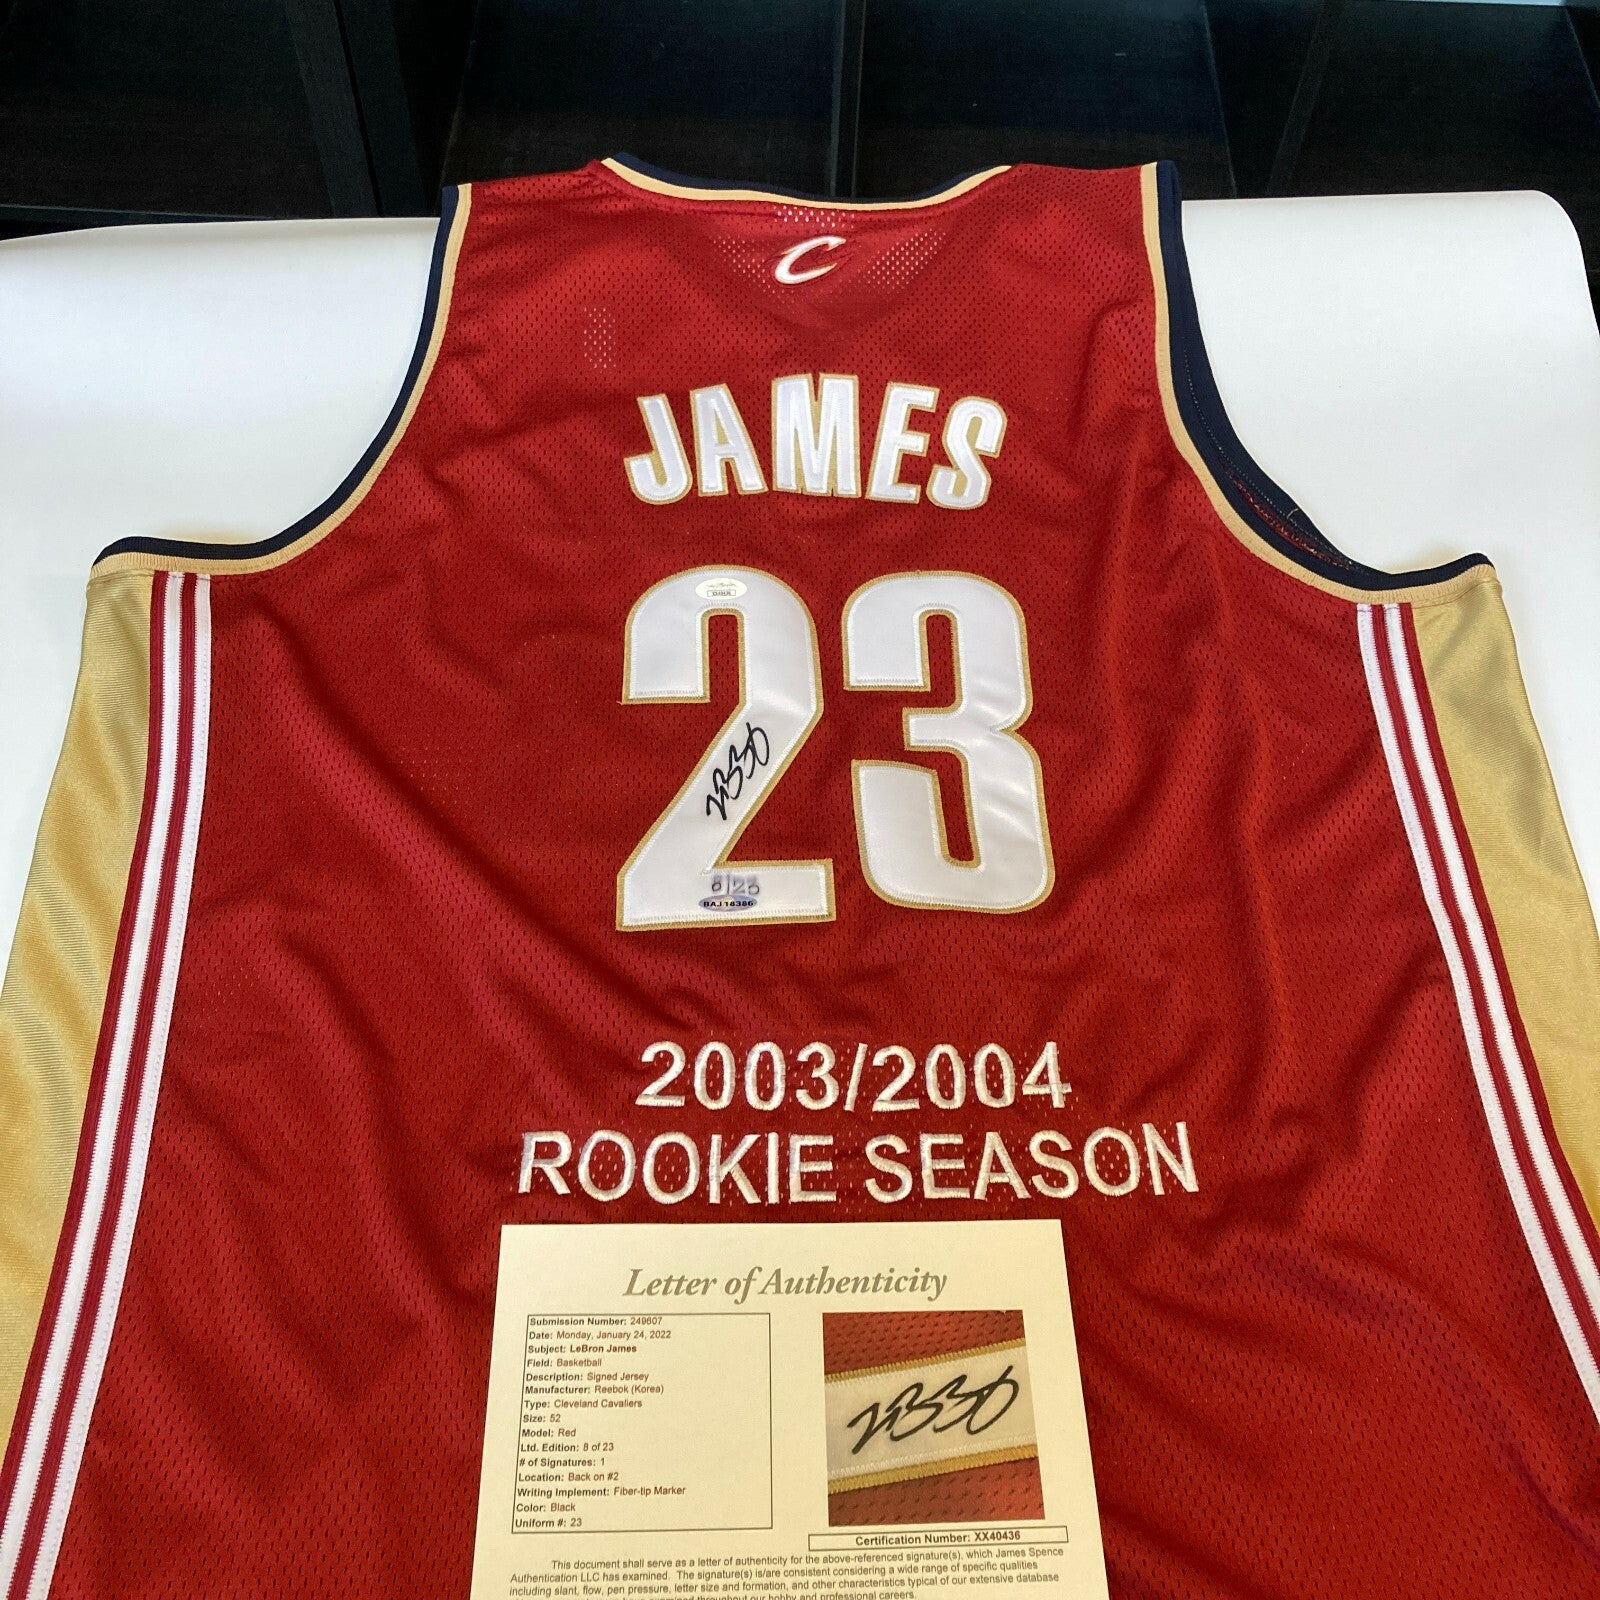 C
JAMES
23
8/23
BAJ18386
2003/2004
ROOKIE SEASON
Letter of Authenticity
Submission Number: 249607
Date: Monday, January 24, 2022
Subject: LeBron James
Field: Basketball
Description: Signed Jersey
Manufacturer: Reebok (Korea)
Type: Cleveland Cavaliers
Size: 52
Model: Red
Ltd. Edition: 8 of 23
# of Signatures: 1
Location: Back on #2
Writing Implement: Fiber-tip Marker
Color: Black
Uniform #: 23
Certification Number: XX40436
This document shall serve as a letter of authenticity for the above-referenced signature(s), which James Spence
Authentication LLC has examined. The signature(s) is/are consistent considering a wide range of specific qualities
including slant, flow, pen pressure, letter size and formation, and other characteristics typical of our extensive database
examined throughout our hobby and professional careers.